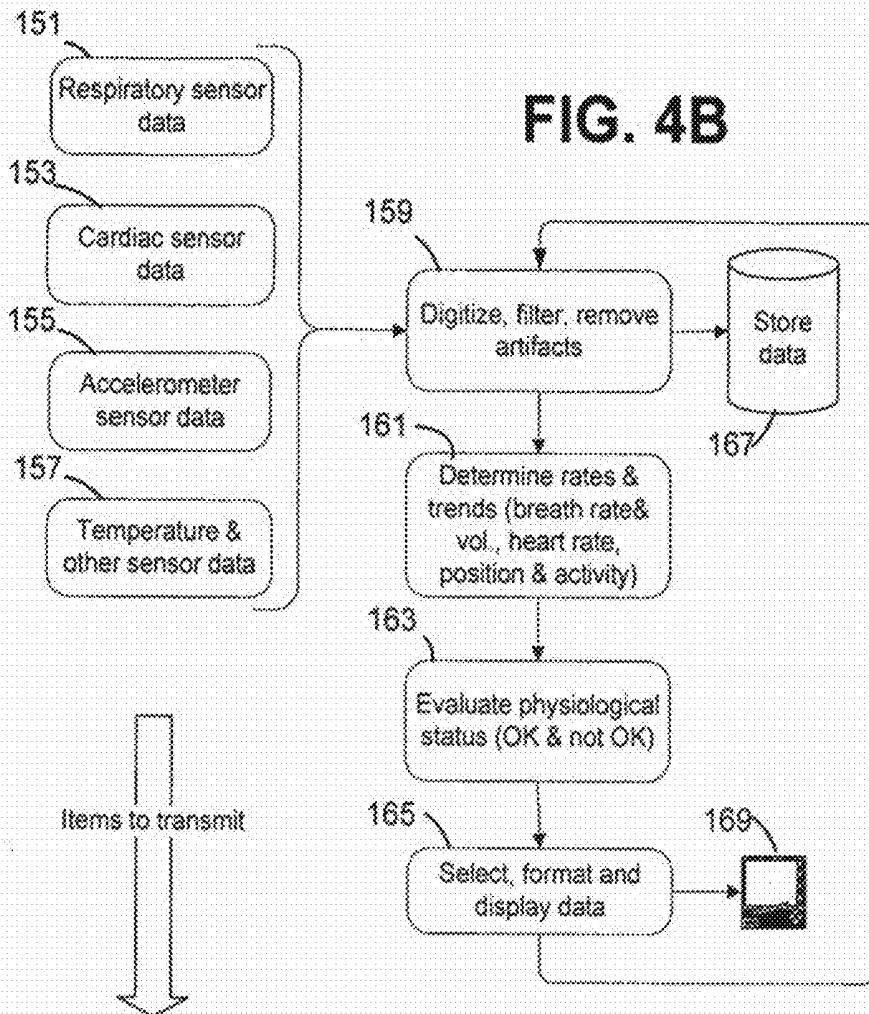 151
Respiratory sensor
data
FIG. 4B
153
Cardiac sensor
data
155
Accelerometer
sensor data
157
Temperature &
other sensor data
159
Digitize, filter, remove
artifacts
Store
data
167
161
Determine rates &
trends (breath rate&
vol., heart rate,
position & activity)
163
Evaluate physiological
status (OK & not OK)
Items to transmit
165
Select, format and
display data
169